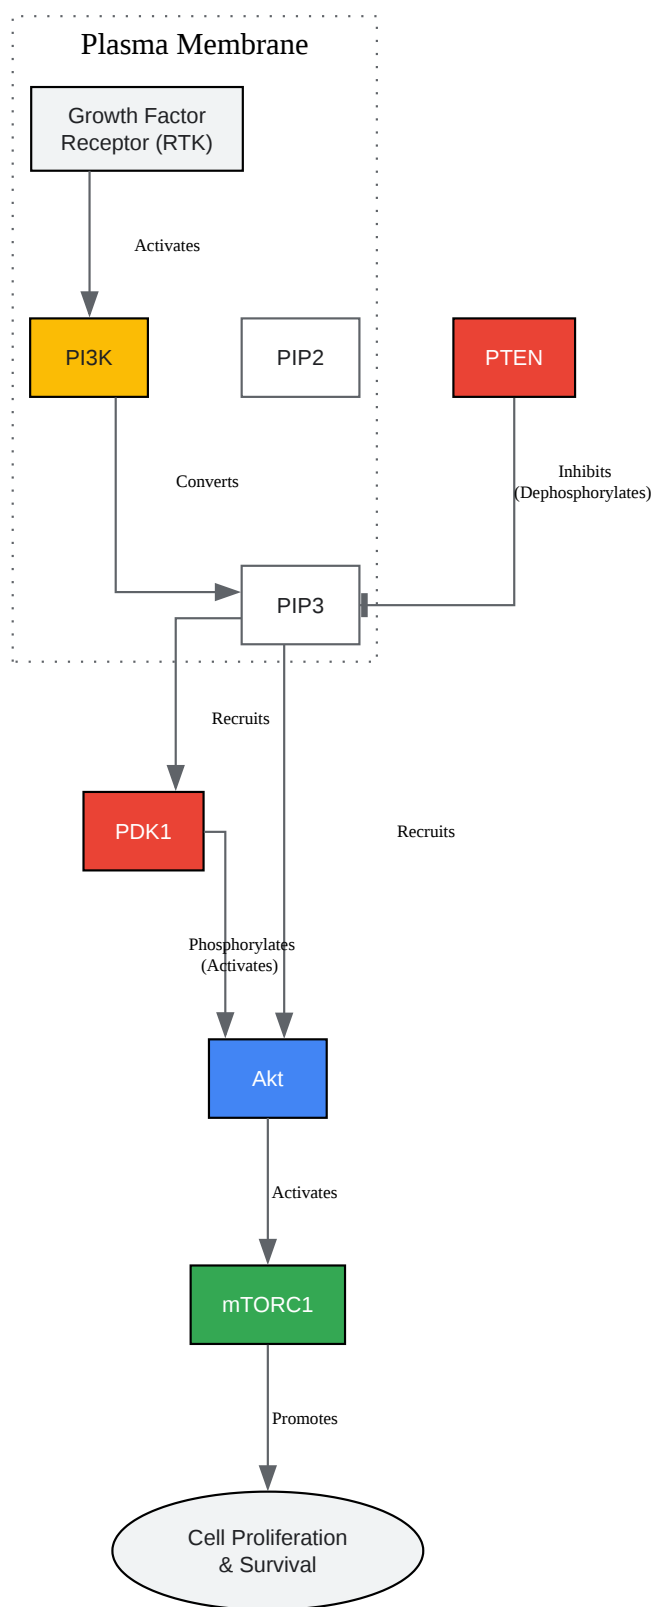 Plasma Membrane
Growth Factor
Receptor (RTK)
Activates
PI3K
PIP2
PTEN
Converts
Inhibits
(Dephosphorylates)
PIP3
Recruits
PDK1
Recruits
Phosphorylates
(Activates)
Akt
Activates
mTORC1
Promotes
Cell Proliferation
& Survival